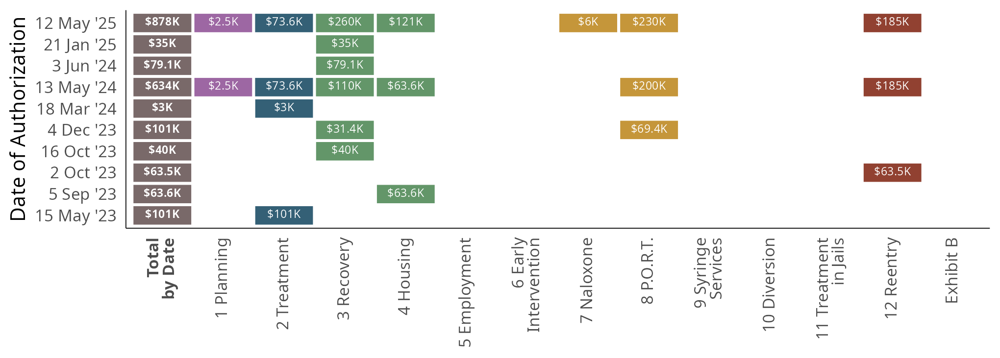 Date of Authorization
12 May '25 $878K $2.5K $73.6K $260K $121K $6K $230K $185K
21 Jan '25 $35K $35K
3 Jun '24 $79.1K $79.1K
13 May '24 $634K $2.5K $73.6K $110K $63.6K $200K $185K
18 Mar '24 $3K $3K
4 Dec '23 $101K $31.4K $69.4K
16 Oct '23 $40K $40K
2 Oct '23 $63.5K $63.5K
5 Sep '23 $63.6K $63.6K
15 May '23 $101K $101K
Total
by Date
1 Planning
2 Treatment
3 Recovery
4 Housing
5 Employment
6 Early
Intervention
7 Naloxone
8 P.O.R.T.
9 Syringe
Services
10 Diversion
11 Treatment
in Jails
12 Reentry
Exhibit B